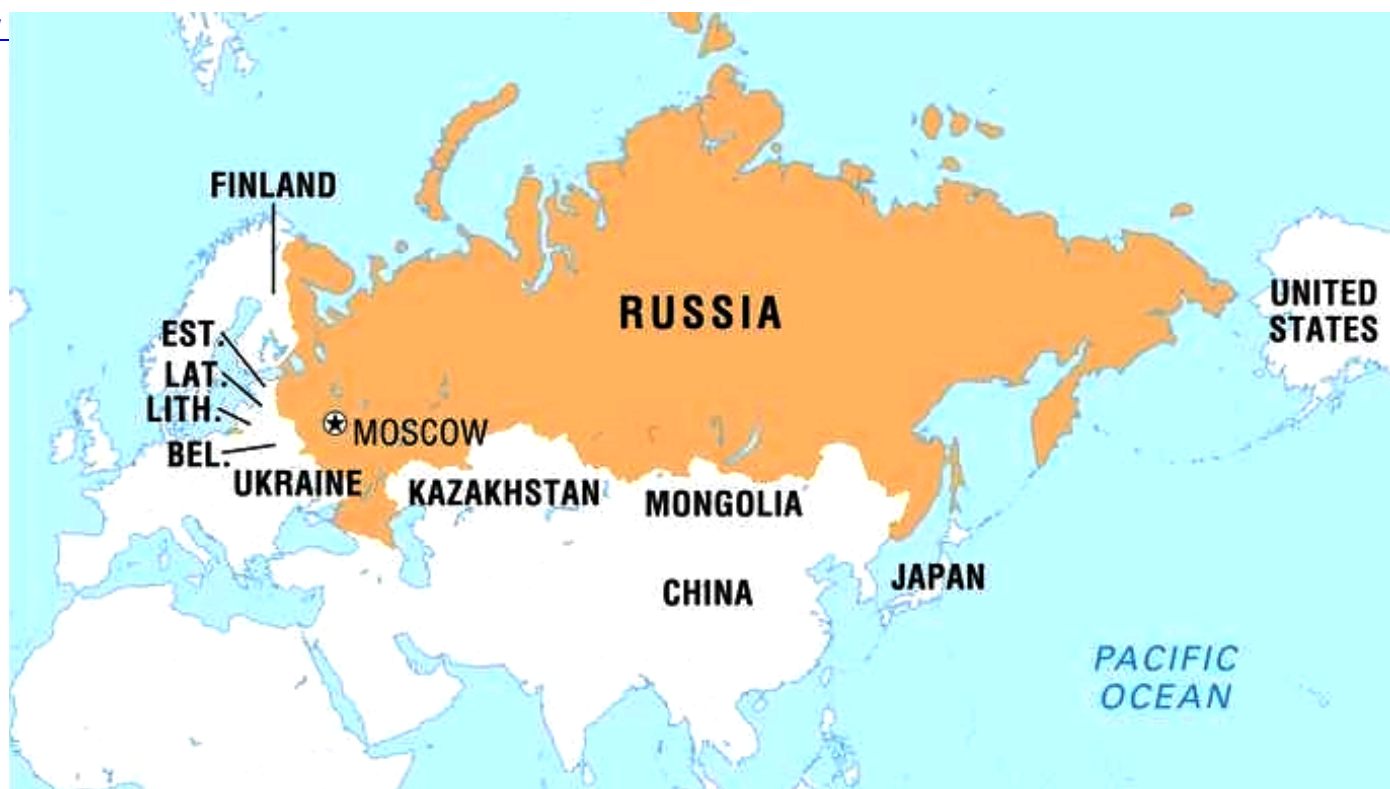 FINLAND
RUSSIA
UNITED
STATES
EST.
LAT.
LITH.
BEL.
MOSCOW
UKRAINE
KAZAKHSTAN
MONGOLIA
CHINA
JAPAN
PACIFIC
OCEAN